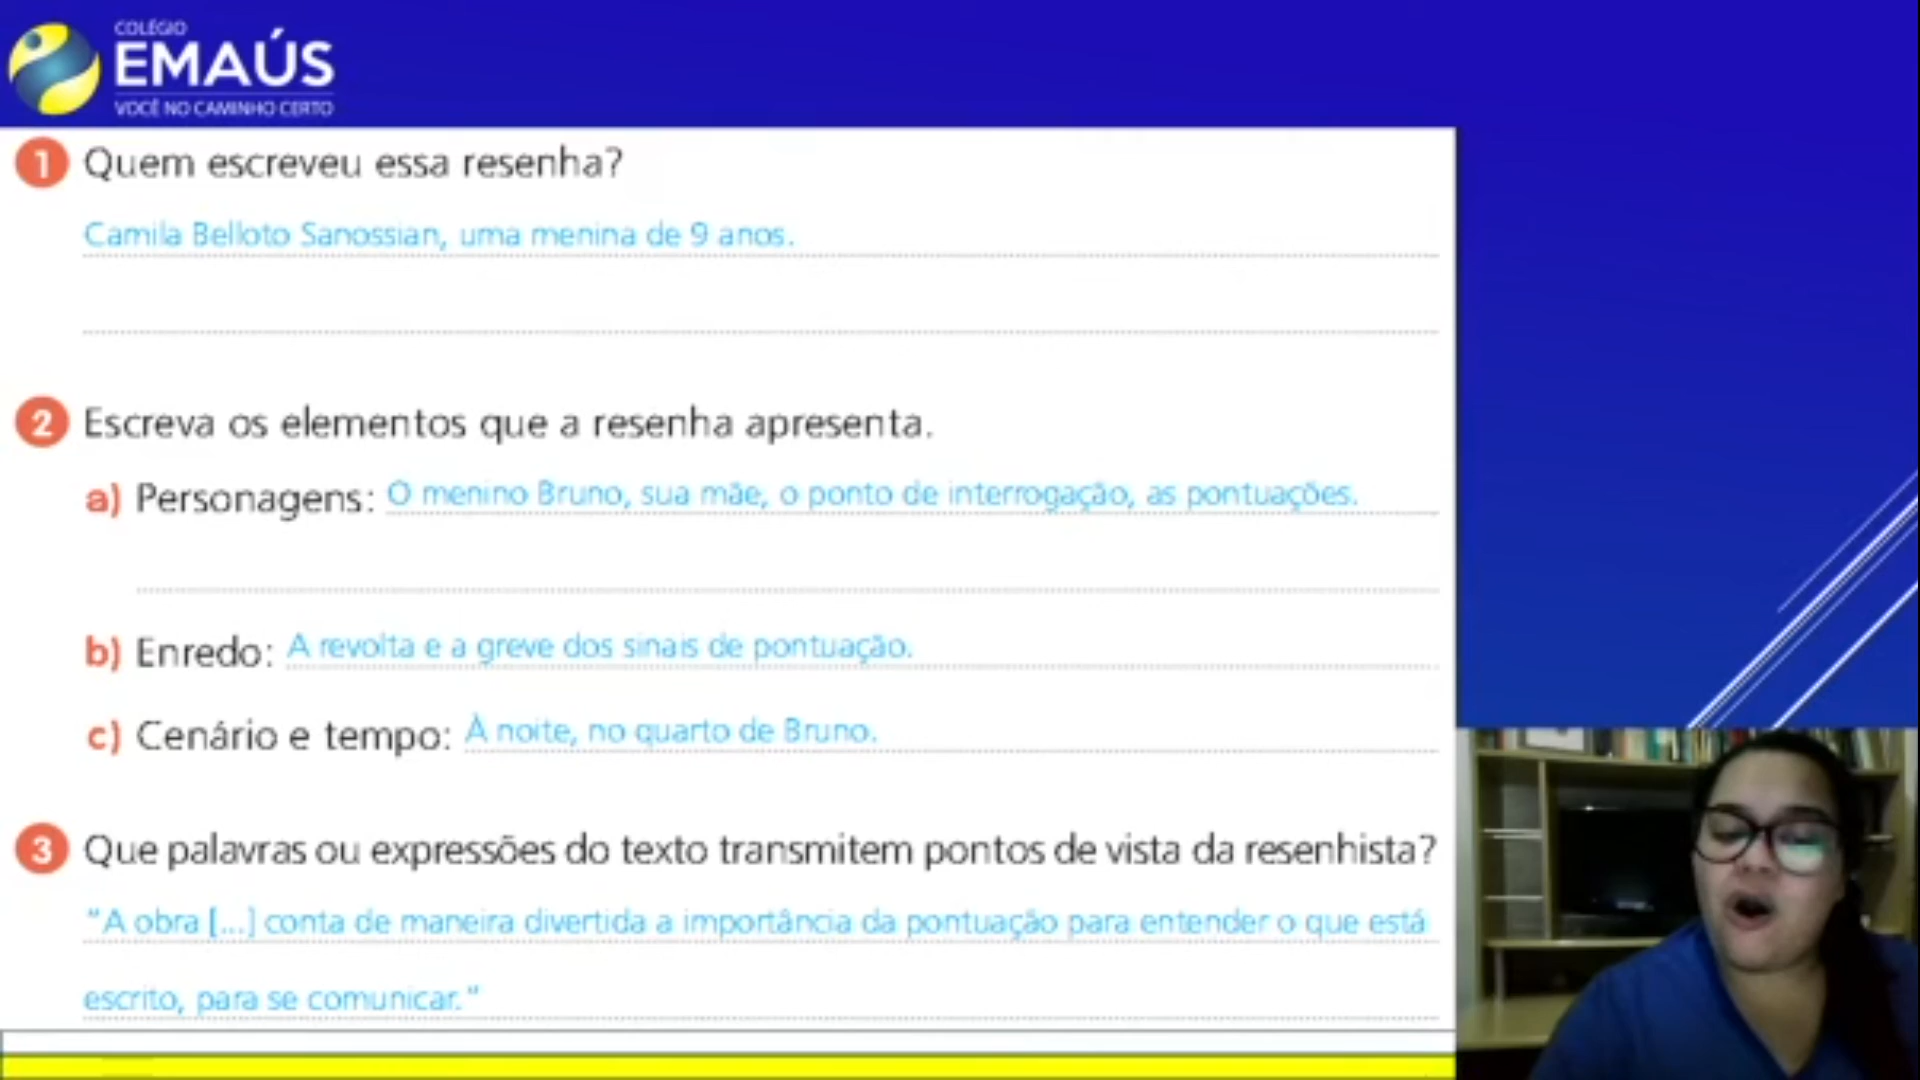 COLÉGIO
EMAÚS
VOCÊ NO CAMINHO CERTO
1 Quem escreveu essa resenha?
Camila Belloto Sanossian, uma menina de 9 anos.
2 Escreva os elementos que a resenha apresenta.
a) Personagens: O menino Bruno, sua mãe, o ponto de interrogação, as pontuações.
b) Enredo: A revolta e a greve dos sinais de pontuação.
c) Cenário e tempo: À noite, no quarto de Bruno.
3 Que palavras ou expressões do texto transmitem pontos de vista da resenhista?
"A obra [...] conta de maneira divertida a importância da pontuação para entender o que está
escrito, para se comunicar."